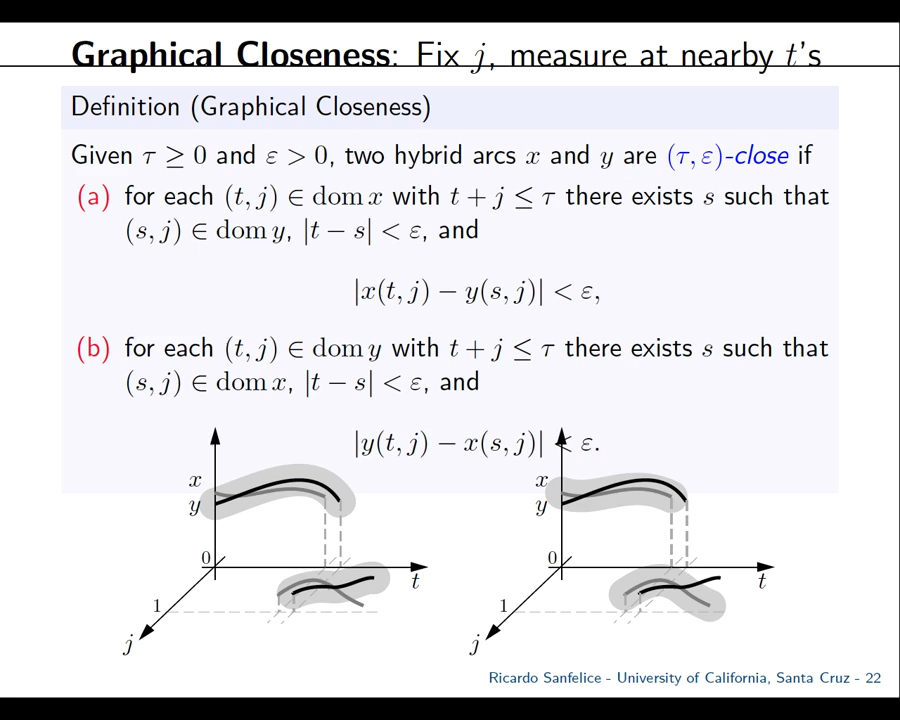 Graphical Closeness: Fix j, measure at nearby t's
Definition (Graphical Closeness)
Given τ ≥ 0 and ε > 0, two hybrid arcs x and y are (τ, ε)-close if
(a) for each (t, j) ∈ dom x with t + j ≤ τ there exists s such that
(s, j) ∈ dom y, |t − s| < ε, and
|x(t, j) − y(s, j)| < ε,
(b) for each (t, j) ∈ dom y with t + j ≤ τ there exists s such that
(s, j) ∈ dom x, |t − s| < ε, and
|y(t, j) − x(s, j)| < ε.
x
y
0
t
1
j
x
y
0
t
1
j
Ricardo Sanfelice - University of California, Santa Cruz - 22